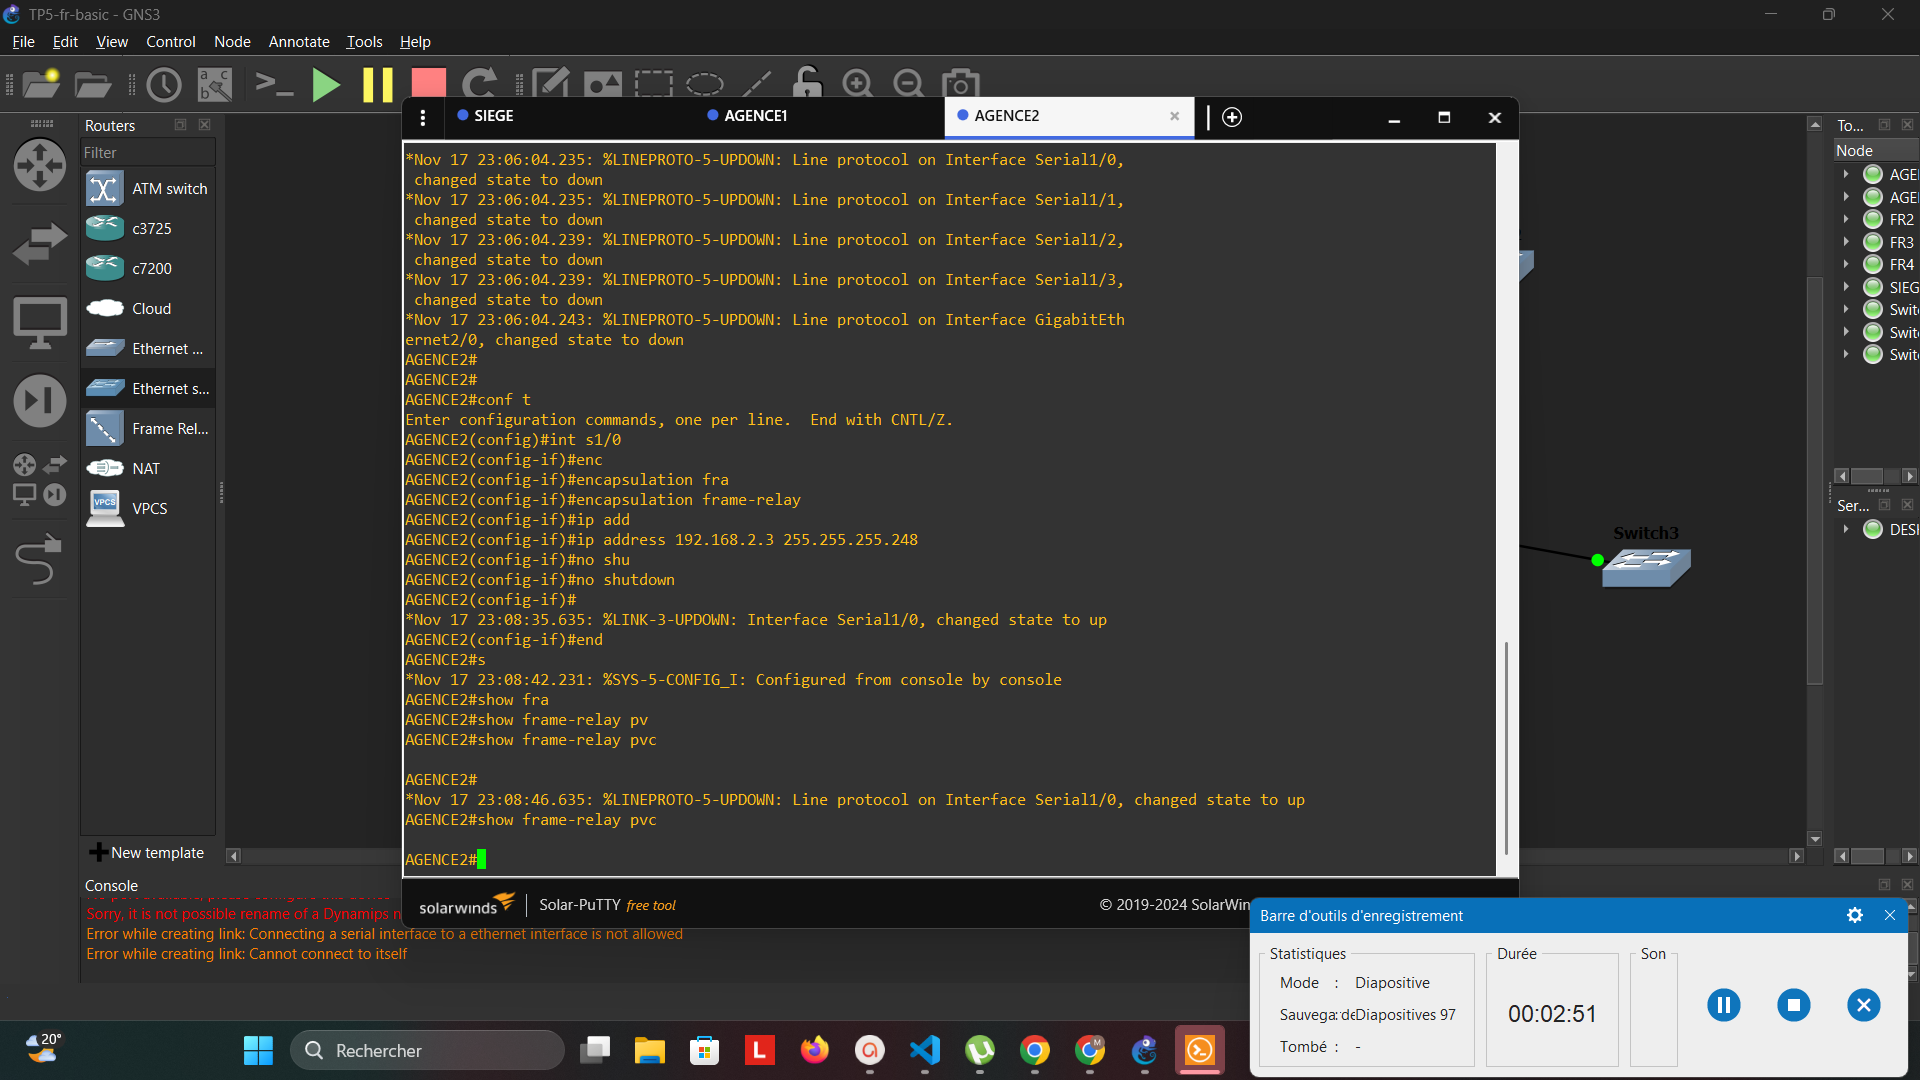 TP5-fr-basic - GNS3
File Edit View Control Node Annotate Tools Help
Routers
Filter
ATM switch
c3725
c7200
Cloud
Ethernet ...
Ethernet s...
Frame Rel...
NAT
VPCS
VPCS
New template
SIEGE
AGENCE1
AGENCE2
*Nov 17 23:06:04.235: %LINEPROTO-5-UPDOWN: Line protocol on Interface Serial1/0,
changed state to down
*Nov 17 23:06:04.235: %LINEPROTO-5-UPDOWN: Line protocol on Interface Serial1/1,
changed state to down
*Nov 17 23:06:04.239: %LINEPROTO-5-UPDOWN: Line protocol on Interface Serial1/2,
changed state to down
*Nov 17 23:06:04.239: %LINEPROTO-5-UPDOWN: Line protocol on Interface Serial1/3,
changed state to down
*Nov 17 23:06:04.243: %LINEPROTO-5-UPDOWN: Line protocol on Interface GigabitEth
ernet2/0, changed state to down
AGENCE2#
AGENCE2#
AGENCE2#conf t
Enter configuration commands, one per line.  End with CNTL/Z.
AGENCE2(config)#int s1/0
AGENCE2(config-if)#enc
AGENCE2(config-if)#encapsulation fra
AGENCE2(config-if)#encapsulation frame-relay
AGENCE2(config-if)#ip add
AGENCE2(config-if)#ip address 192.168.2.3 255.255.255.248
AGENCE2(config-if)#no shu
AGENCE2(config-if)#no shutdown
AGENCE2(config-if)#
*Nov 17 23:08:35.635: %LINK-3-UPDOWN: Interface Serial1/0, changed state to up
AGENCE2(config-if)#end
AGENCE2#s
*Nov 17 23:08:42.231: %SYS-5-CONFIG_I: Configured from console by console
AGENCE2#show fra
AGENCE2#show frame-relay pv
AGENCE2#show frame-relay pvc
AGENCE2#
*Nov 17 23:08:46.635: %LINEPROTO-5-UPDOWN: Line protocol on Interface Serial1/0, changed state to up
AGENCE2#show frame-relay pvc
AGENCE2#
solarwinds
Solar-PuTTY free tool
© 2019-2024 SolarWin
To...
Node
AGE
AGE
FR2
FR3
FR4
SIEG
Swit
Swit
Swit
Ser...
DESI
Switch3
Console
Sorry, it is not possible rename of a Dynamips n
Error while creating link: Connecting a serial interface to a ethernet interface is not allowed
Error while creating link: Cannot connect to itself
Barre d'outils d'enregistrement
Statistiques
Mode : Diapositive
Sauvega: de Diapositives 97
Tombé : -
Durée
00:02:51
Son
20°
Rechercher